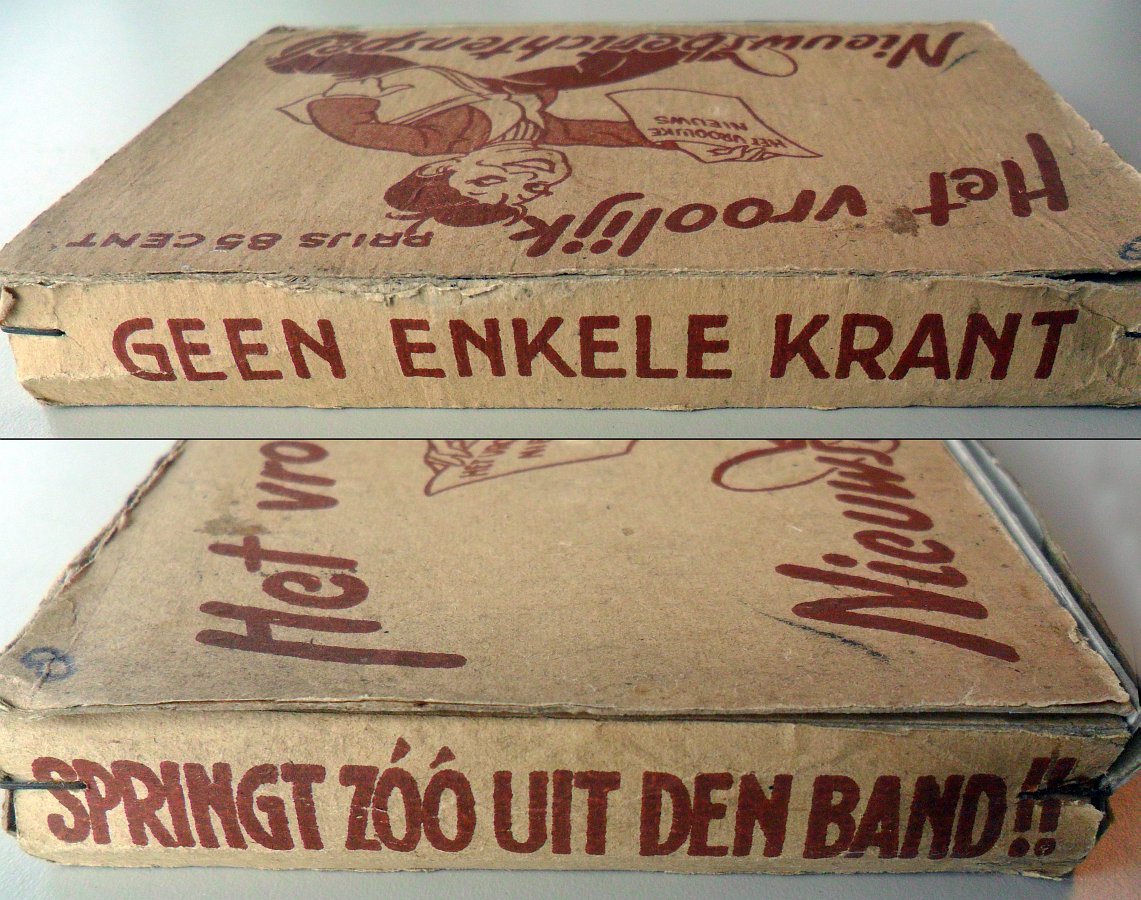 Het vroolijk
Nieuwsberichtenspel
HET VROOLIJKE
NIEUWS
PRIJS 85 CENT
GEEN ENKELE KRANT
Het vro
Nieuws
SPRINGT ZÓÓ UIT DEN BAND!!